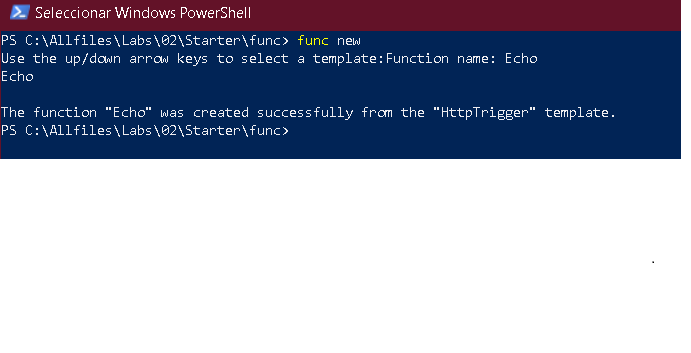 Seleccionar Windows PowerShell
PS C:\Allfiles\Labs\02\Starter\func> func new
Use the up/down arrow keys to select a template:Function name: Echo
Echo
The function "Echo" was created successfully from the "HttpTrigger" template.
PS C:\Allfiles\Labs\02\Starter\func>